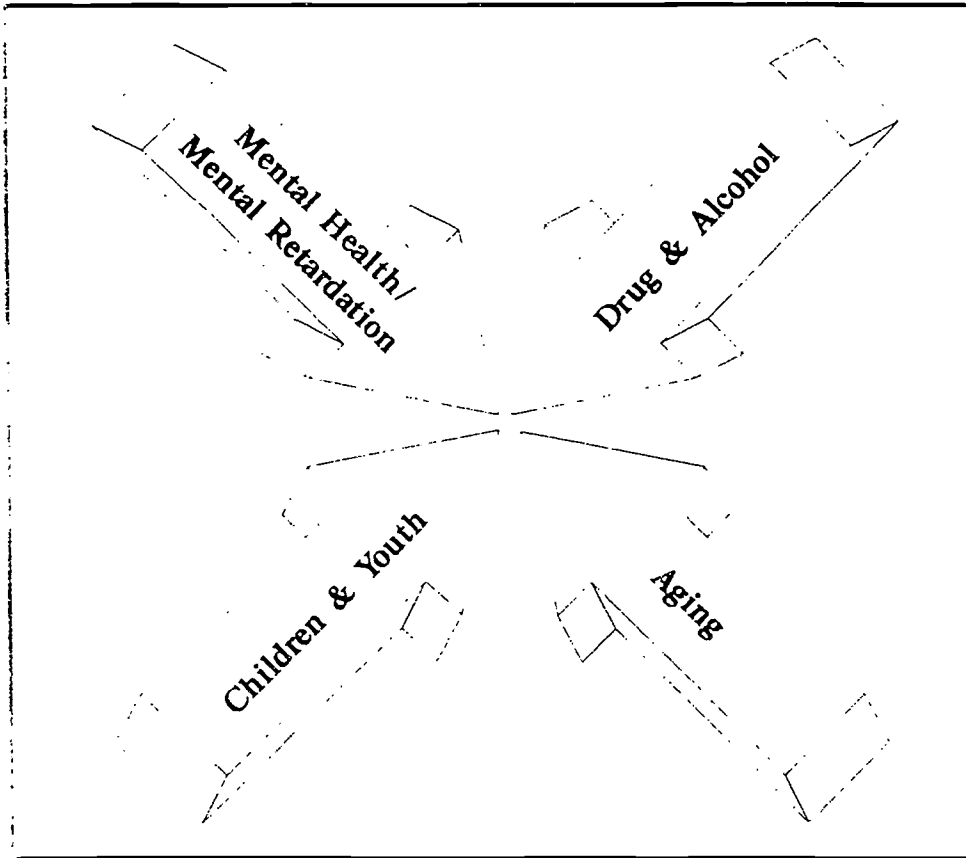 Mental Health/
Mental Retardation
Drug & Alcohol
Children & Youth
Aging